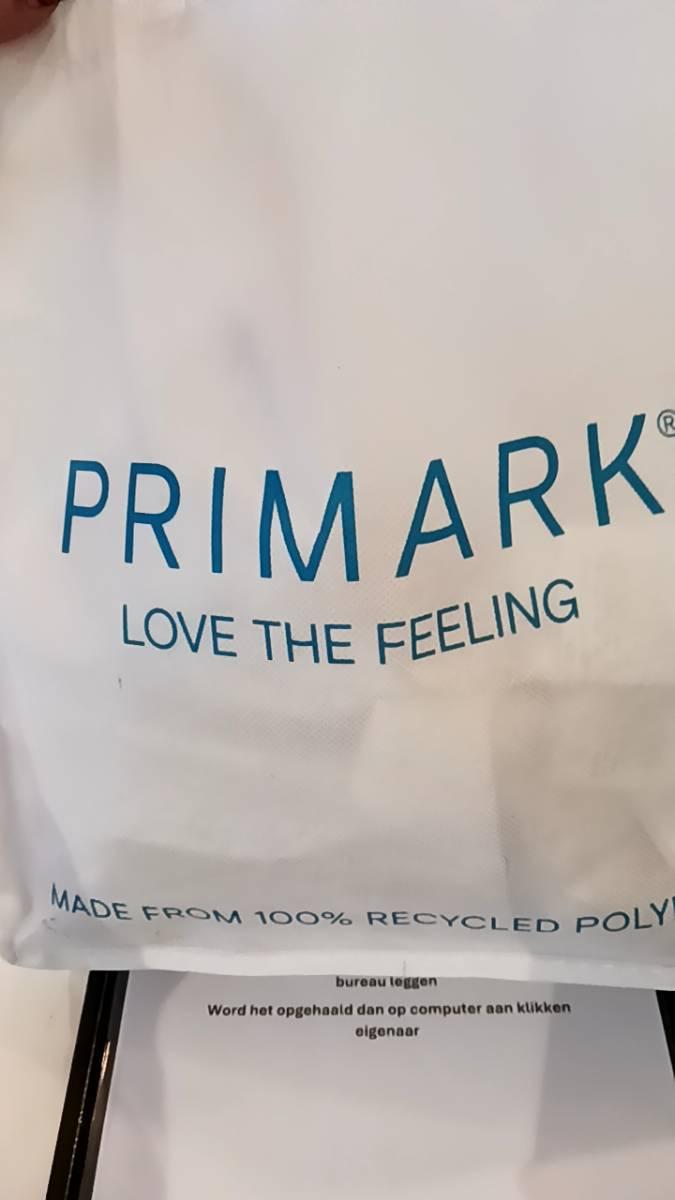 PRIMARK®
LOVE THE FEELING
MADE FROM 100% RECYCLED
bureau leggen
Word het opgehaald dan op computer aan klikken
eigenaar